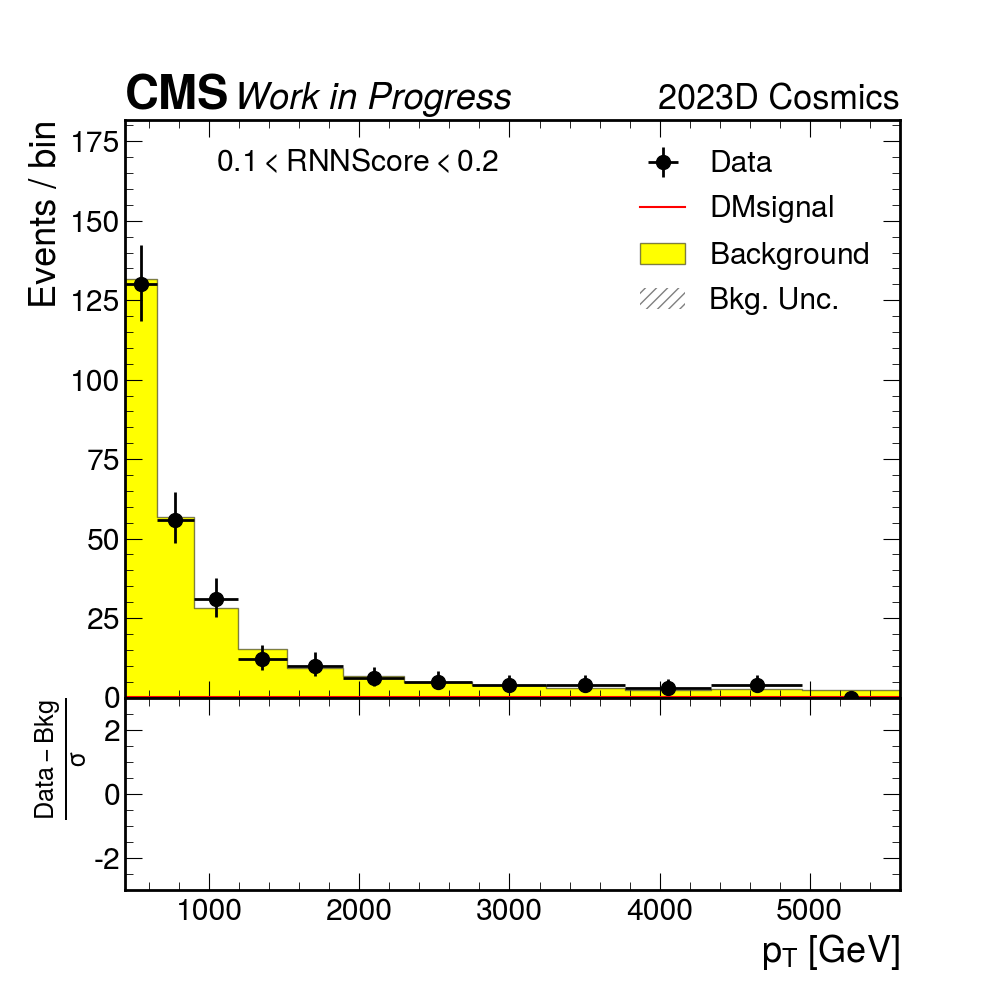 CMS Work in Progress 2023D Cosmics
Events / bin
0.1 < RNNScore < 0.2
Data
DMsignal
Background
Bkg. Unc.
175
150
125
100
75
50
25
0
Data – Bkg
σ
2
0
-2
1000 2000 3000 4000 5000
pT [GeV]